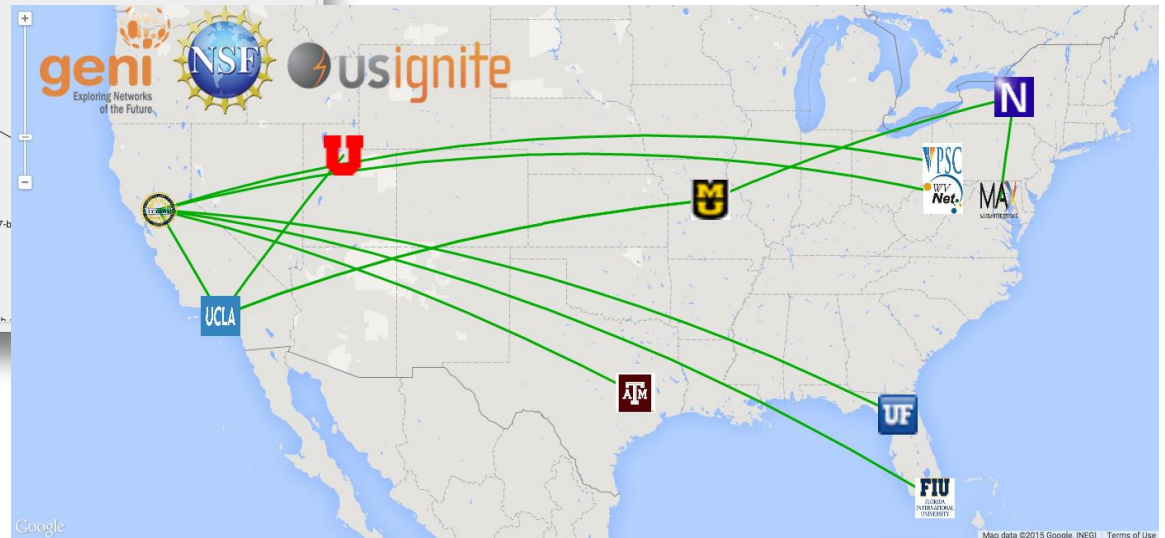 geni
Exploring Networks
of the Future
NSF
usignite
U
N
VPSC
WV
Net
MU
MAX
UCLA
ATM
UF
FIU
FLORIDA
INTERNATIONAL
UNIVERSITY
Google
Map data ©2015 Google, INEGI
Terms of Use